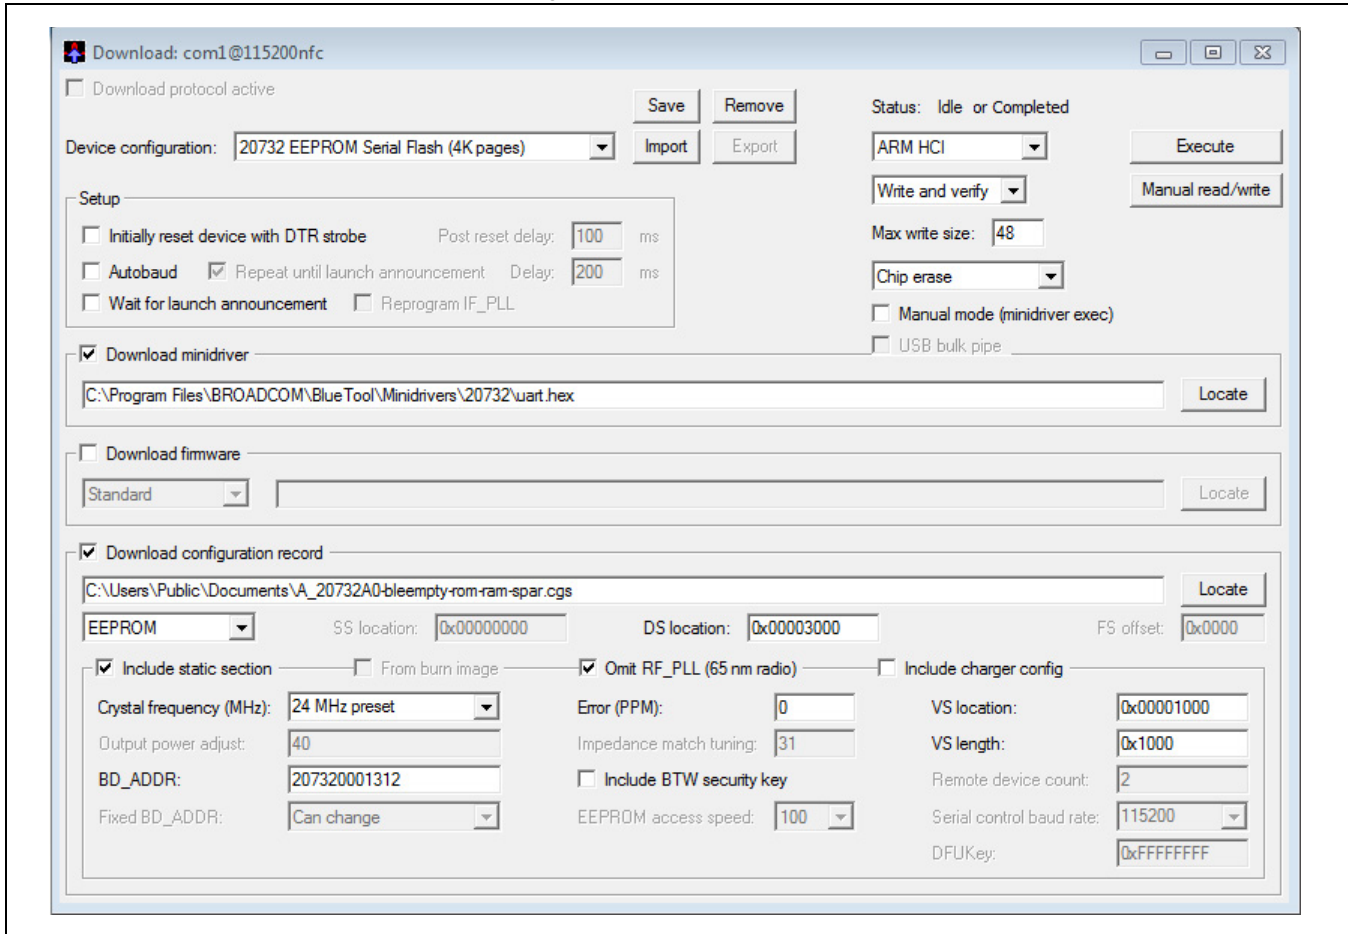 Download: com1@115200nfc
Download protocol active
Save Remove Status: Idle or Completed
Device configuration: 20732 EEPROM Serial Flash (4K pages) Import Export ARM HCI Execute
Setup Write and verify Manual read/write
Initially reset device with DTR strobe Post reset delay: 100 ms Max write size: 48
Autobaud Repeat until launch announcement Delay: 200 ms Chip erase
Wait for launch announcement Reprogram IF_PLL Manual mode (minidriver exec)
USB bulk pipe
Download minidriver
C:\Program Files\BROADCOM\BlueTool\Minidrivers\20732\uart.hex Locate
Download firmware
Standard Locate
Download configuration record
C:\Users\Public\Documents\A_20732A0-bleempty-rom-ram-spar.cgs Locate
EEPROM SS location: 0x00000000 DS location: 0x00003000 FS offset: 0x0000
Include static section From burn image Omit RF_PLL (65 nm radio) Include charger config
Crystal frequency (MHz): 24 MHz preset Error (PPM): 0 VS location: 0x00001000
Output power adjust: 40 Impedance match tuning: 31 VS length: 0x1000
BD_ADDR: 207320001312 Include BTW security key Remote device count: 2
Fixed BD_ADDR: Can change EEPROM access speed: 100 Serial control baud rate: 115200
DFUKey: 0xFFFFFFFF